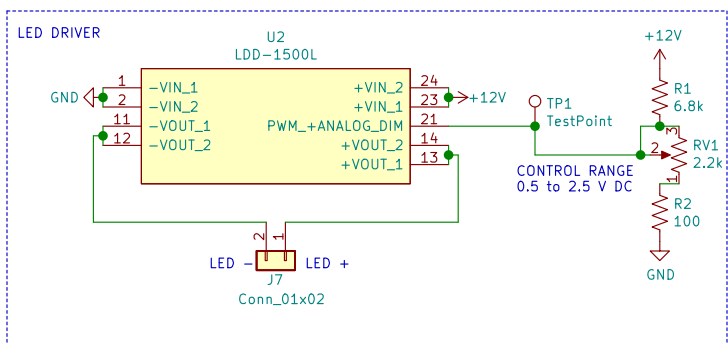 LED DRIVER
U2
LDD-1500L
+12V
1 -VIN_1 +VIN_2 24
GND 2 -VIN_2 +VIN_1 23 +12V
11 -VOUT_1 PWM_+ANALOG_DIM 21
12 -VOUT_2 +VOUT_2 14
+VOUT_1 13
TP1
TestPoint
R1
6.8k
3
RV1
2
2.2k
1
CONTROL RANGE
0.5 to 2.5 V DC
R2
100
GND
2 1
LED - LED +
J7
Conn_01x02